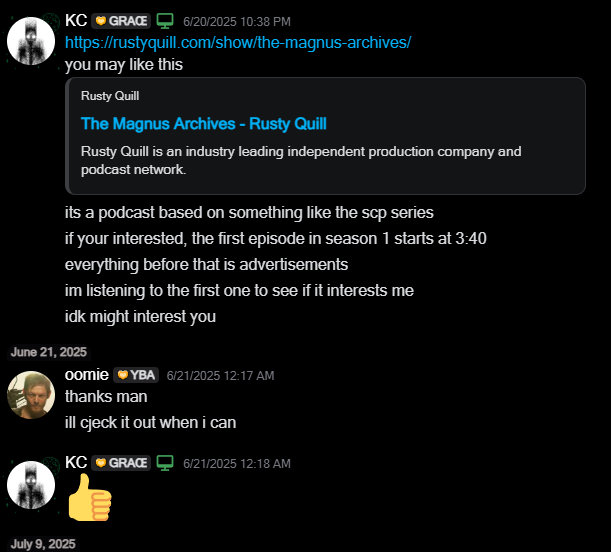 KC GRACE 6/20/2025 10:38 PM
https://rustyquill.com/show/the-magnus-archives/
you may like this
Rusty Quill
The Magnus Archives - Rusty Quill
Rusty Quill is an industry leading independent production company and
podcast network.
its a podcast based on something like the scp series
if your interested, the first episode in season 1 starts at 3:40
everything before that is advertisements
im listening to the first one to see if it interests me
idk might interest you
June 21, 2025
oomie YBA 6/21/2025 12:17 AM
thanks man
ill cjeck it out when i can
KC GRACE 6/21/2025 12:18 AM
July 9, 2025